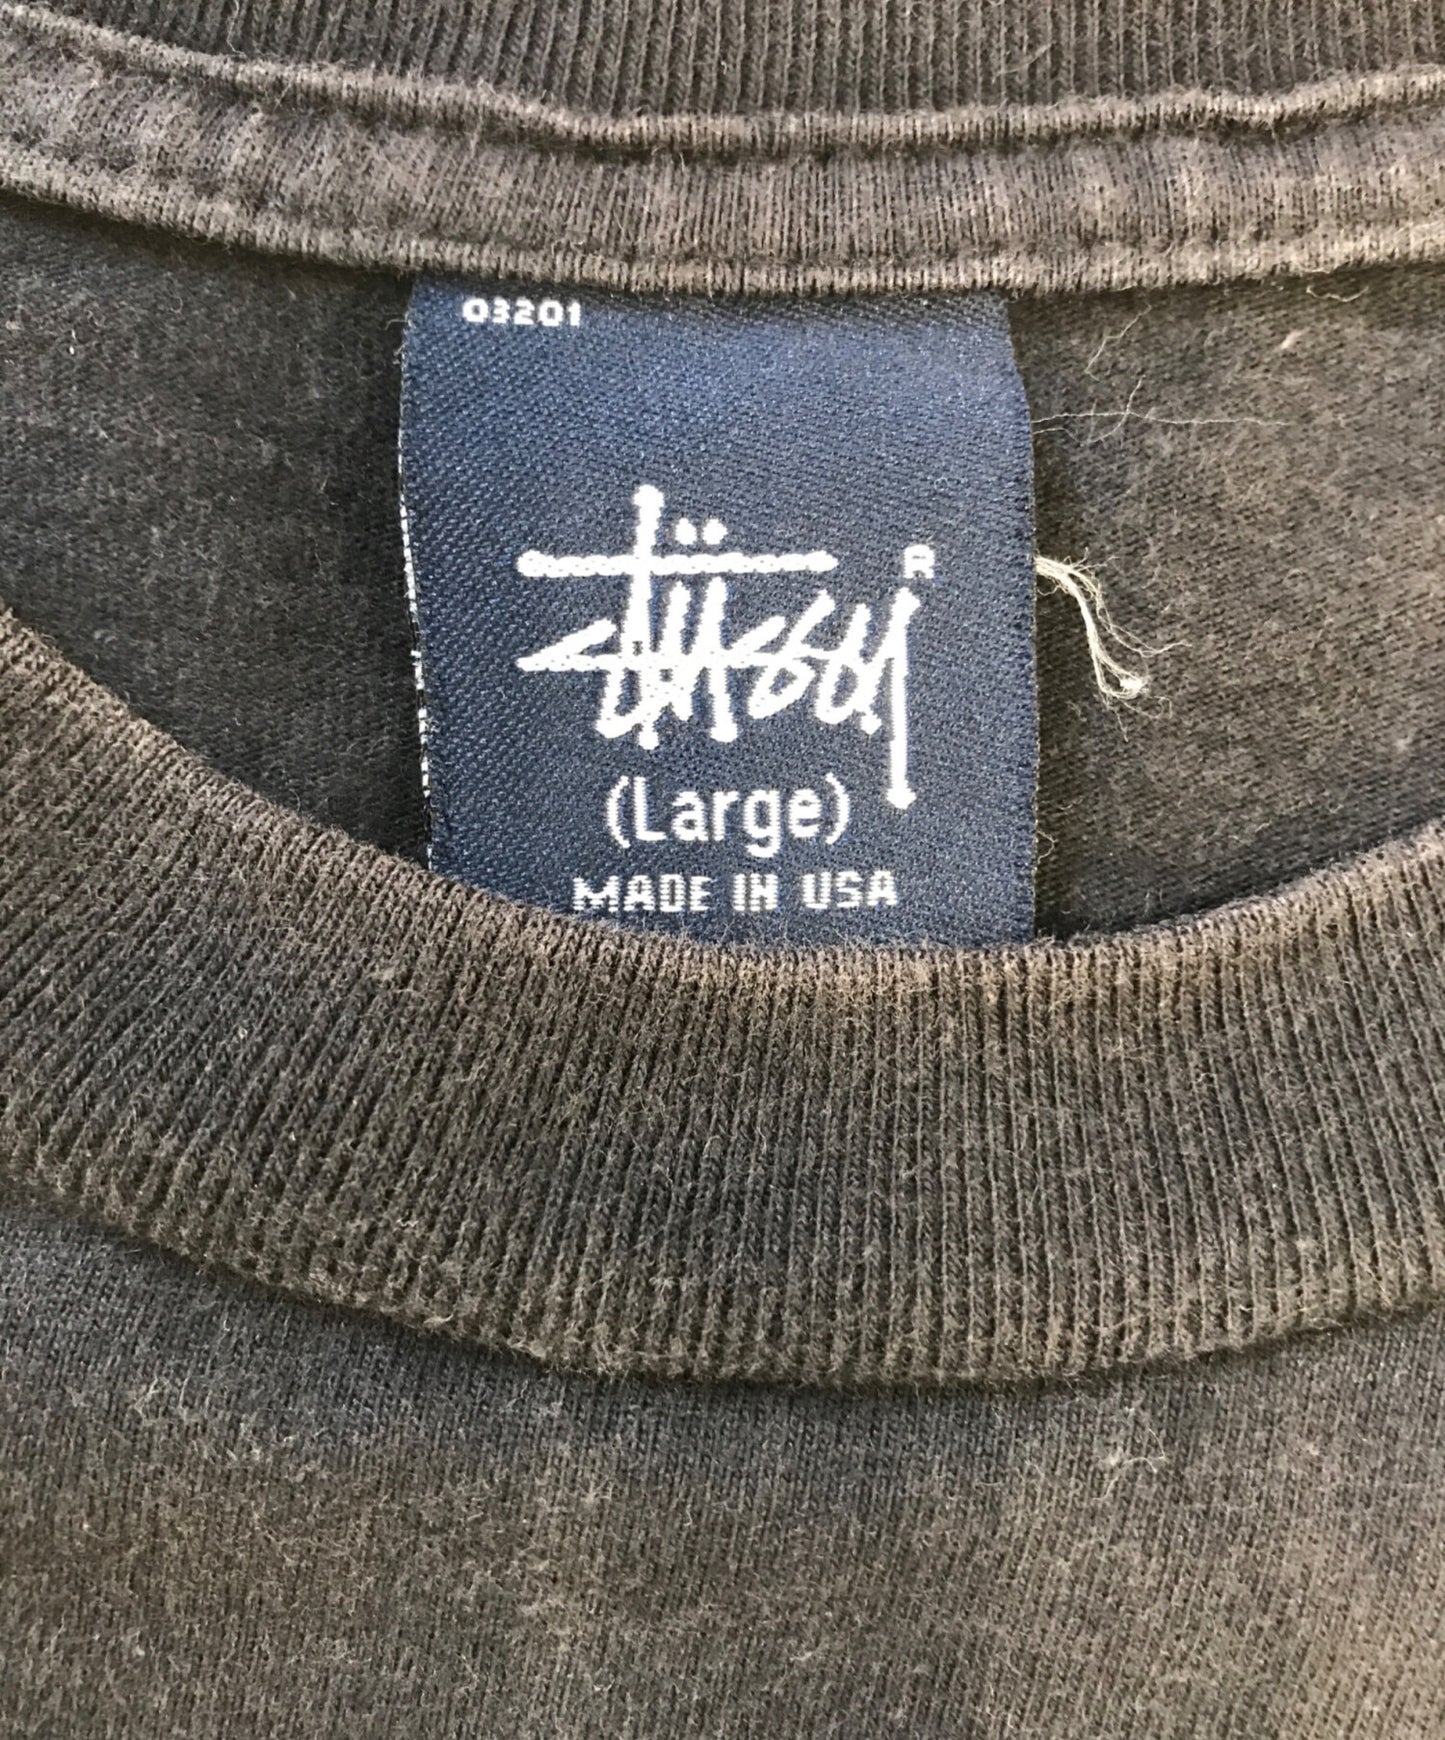 03201
Stüssy
R
(Large)
MADE IN USA